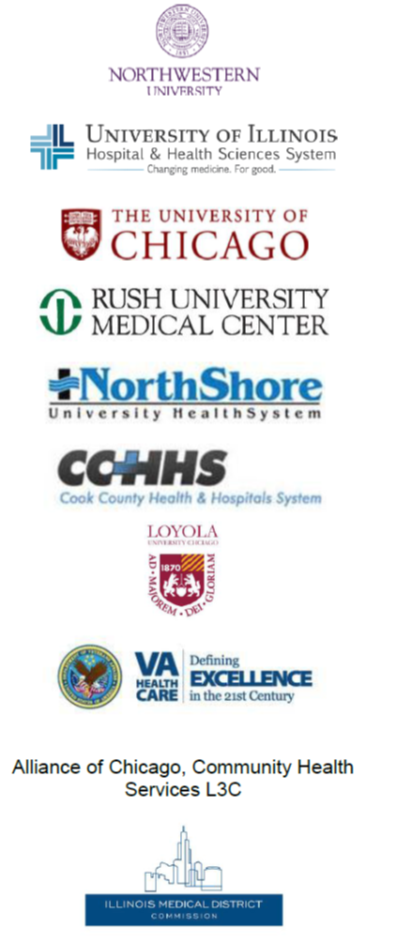 NORTHWESTERN
UNIVERSITY
UNIVERSITY OF ILLINOIS
Hospital & Health Sciences System
Changing medicine. For good.
THE UNIVERSITY OF
CHICAGO
RUSH UNIVERSITY
MEDICAL CENTER
NorthShore
University HealthSystem
CCHHS
Cook County Health & Hospitals System
LOYOLA
UNIVERSITY CHICAGO
1870
AD • MAJOREM • DEI • GLORIAM
VA
HEALTH
CARE
Defining
EXCELLENCE
in the 21st Century
Alliance of Chicago, Community Health
Services L3C
ILLINOIS MEDICAL DISTRICT
COMMISSION